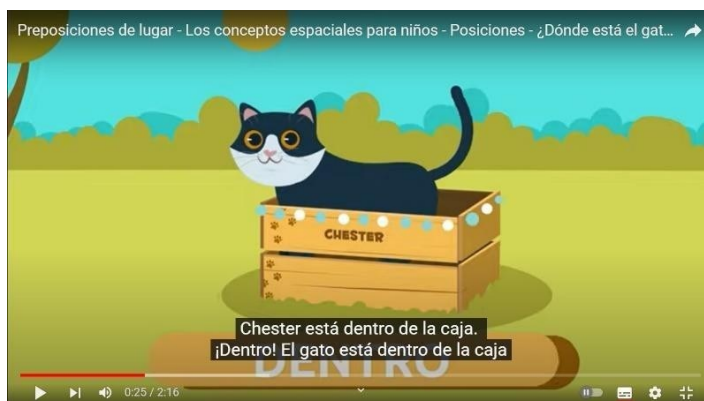 Preposiciones de lugar - Los conceptos espaciales para niños - Posiciones - ¿Dónde está el gat...
CHESTER
Chester está dentro de la caja.
¡Dentro! El gato está dentro de la caja
DENTRO
0:25 / 2:16